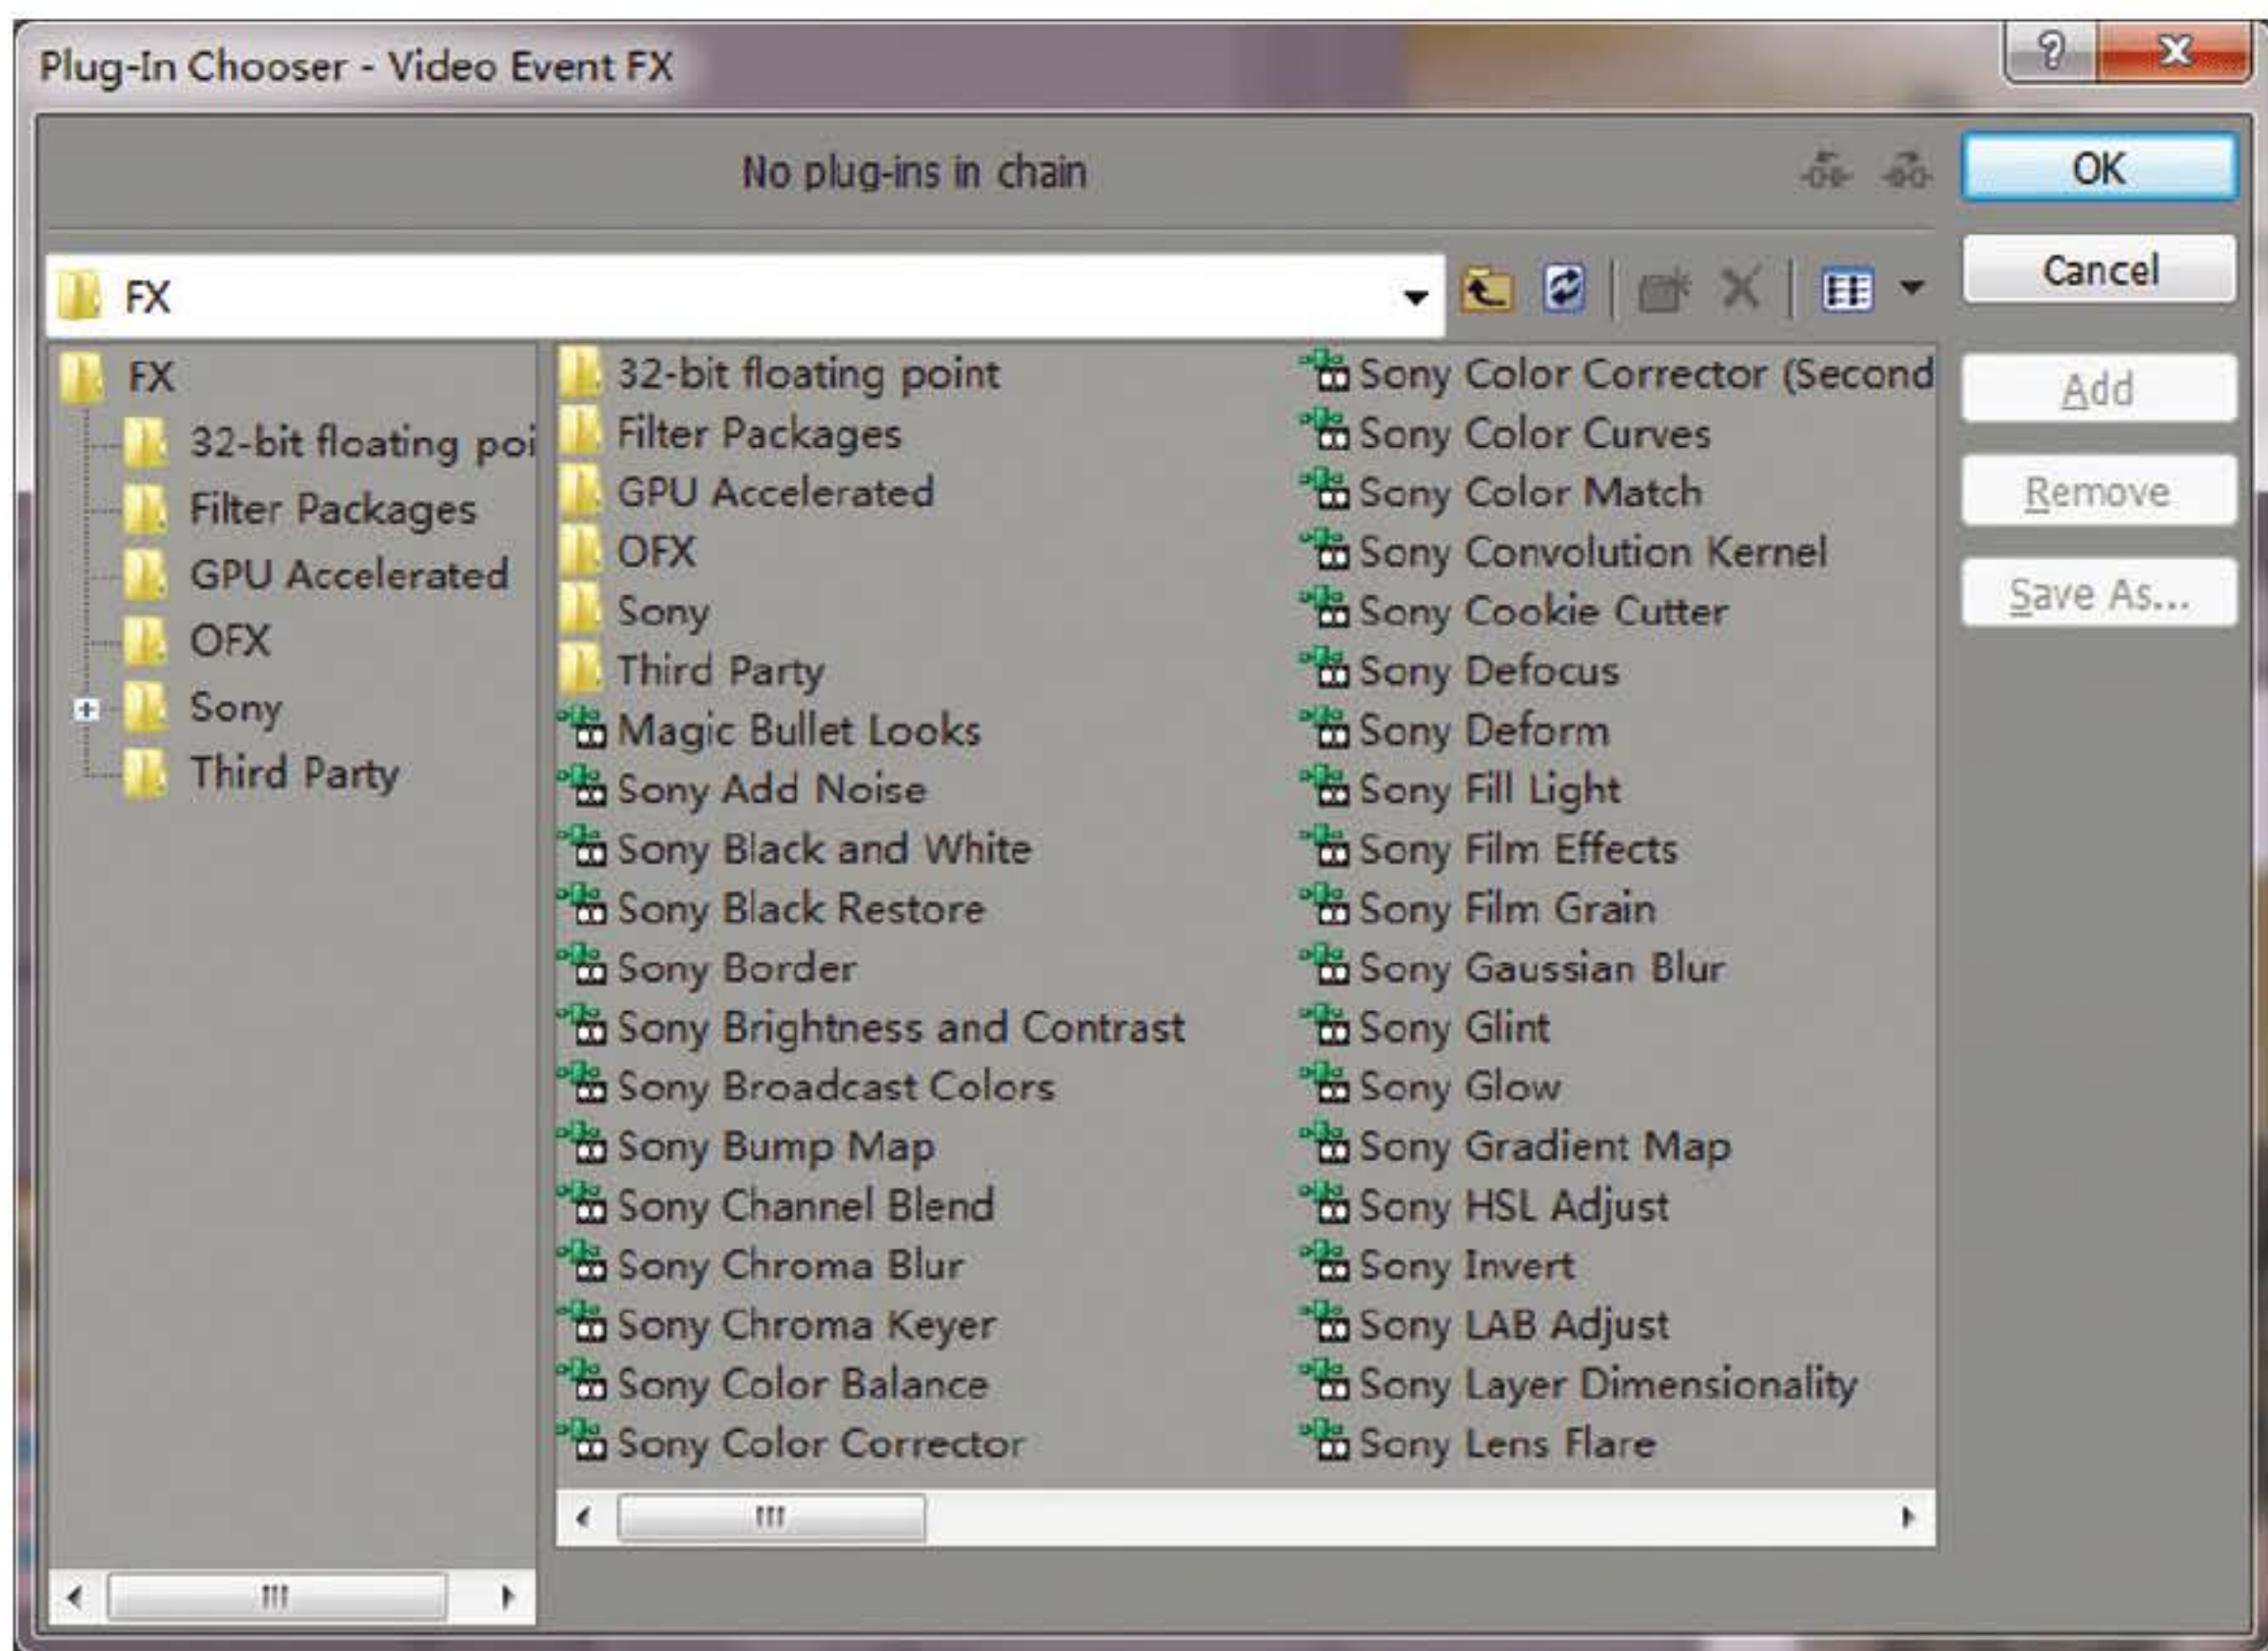 Plug-In Chooser - Video Event FX
No plug-ins in chain
OK
Cancel
FX
Add
Remove
Save As...
FX
32-bit floating poi
Filter Packages
GPU Accelerated
OFX
Sony
Third Party
32-bit floating point
Filter Packages
GPU Accelerated
OFX
Sony
Third Party
Magic Bullet Looks
Sony Add Noise
Sony Black and White
Sony Black Restore
Sony Border
Sony Brightness and Contrast
Sony Broadcast Colors
Sony Bump Map
Sony Channel Blend
Sony Chroma Blur
Sony Chroma Keyer
Sony Color Balance
Sony Color Corrector
Sony Color Corrector (Second
Sony Color Curves
Sony Color Match
Sony Convolution Kernel
Sony Cookie Cutter
Sony Defocus
Sony Deform
Sony Fill Light
Sony Film Effects
Sony Film Grain
Sony Gaussian Blur
Sony Glint
Sony Glow
Sony Gradient Map
Sony HSL Adjust
Sony Invert
Sony LAB Adjust
Sony Layer Dimensionality
Sony Lens Flare